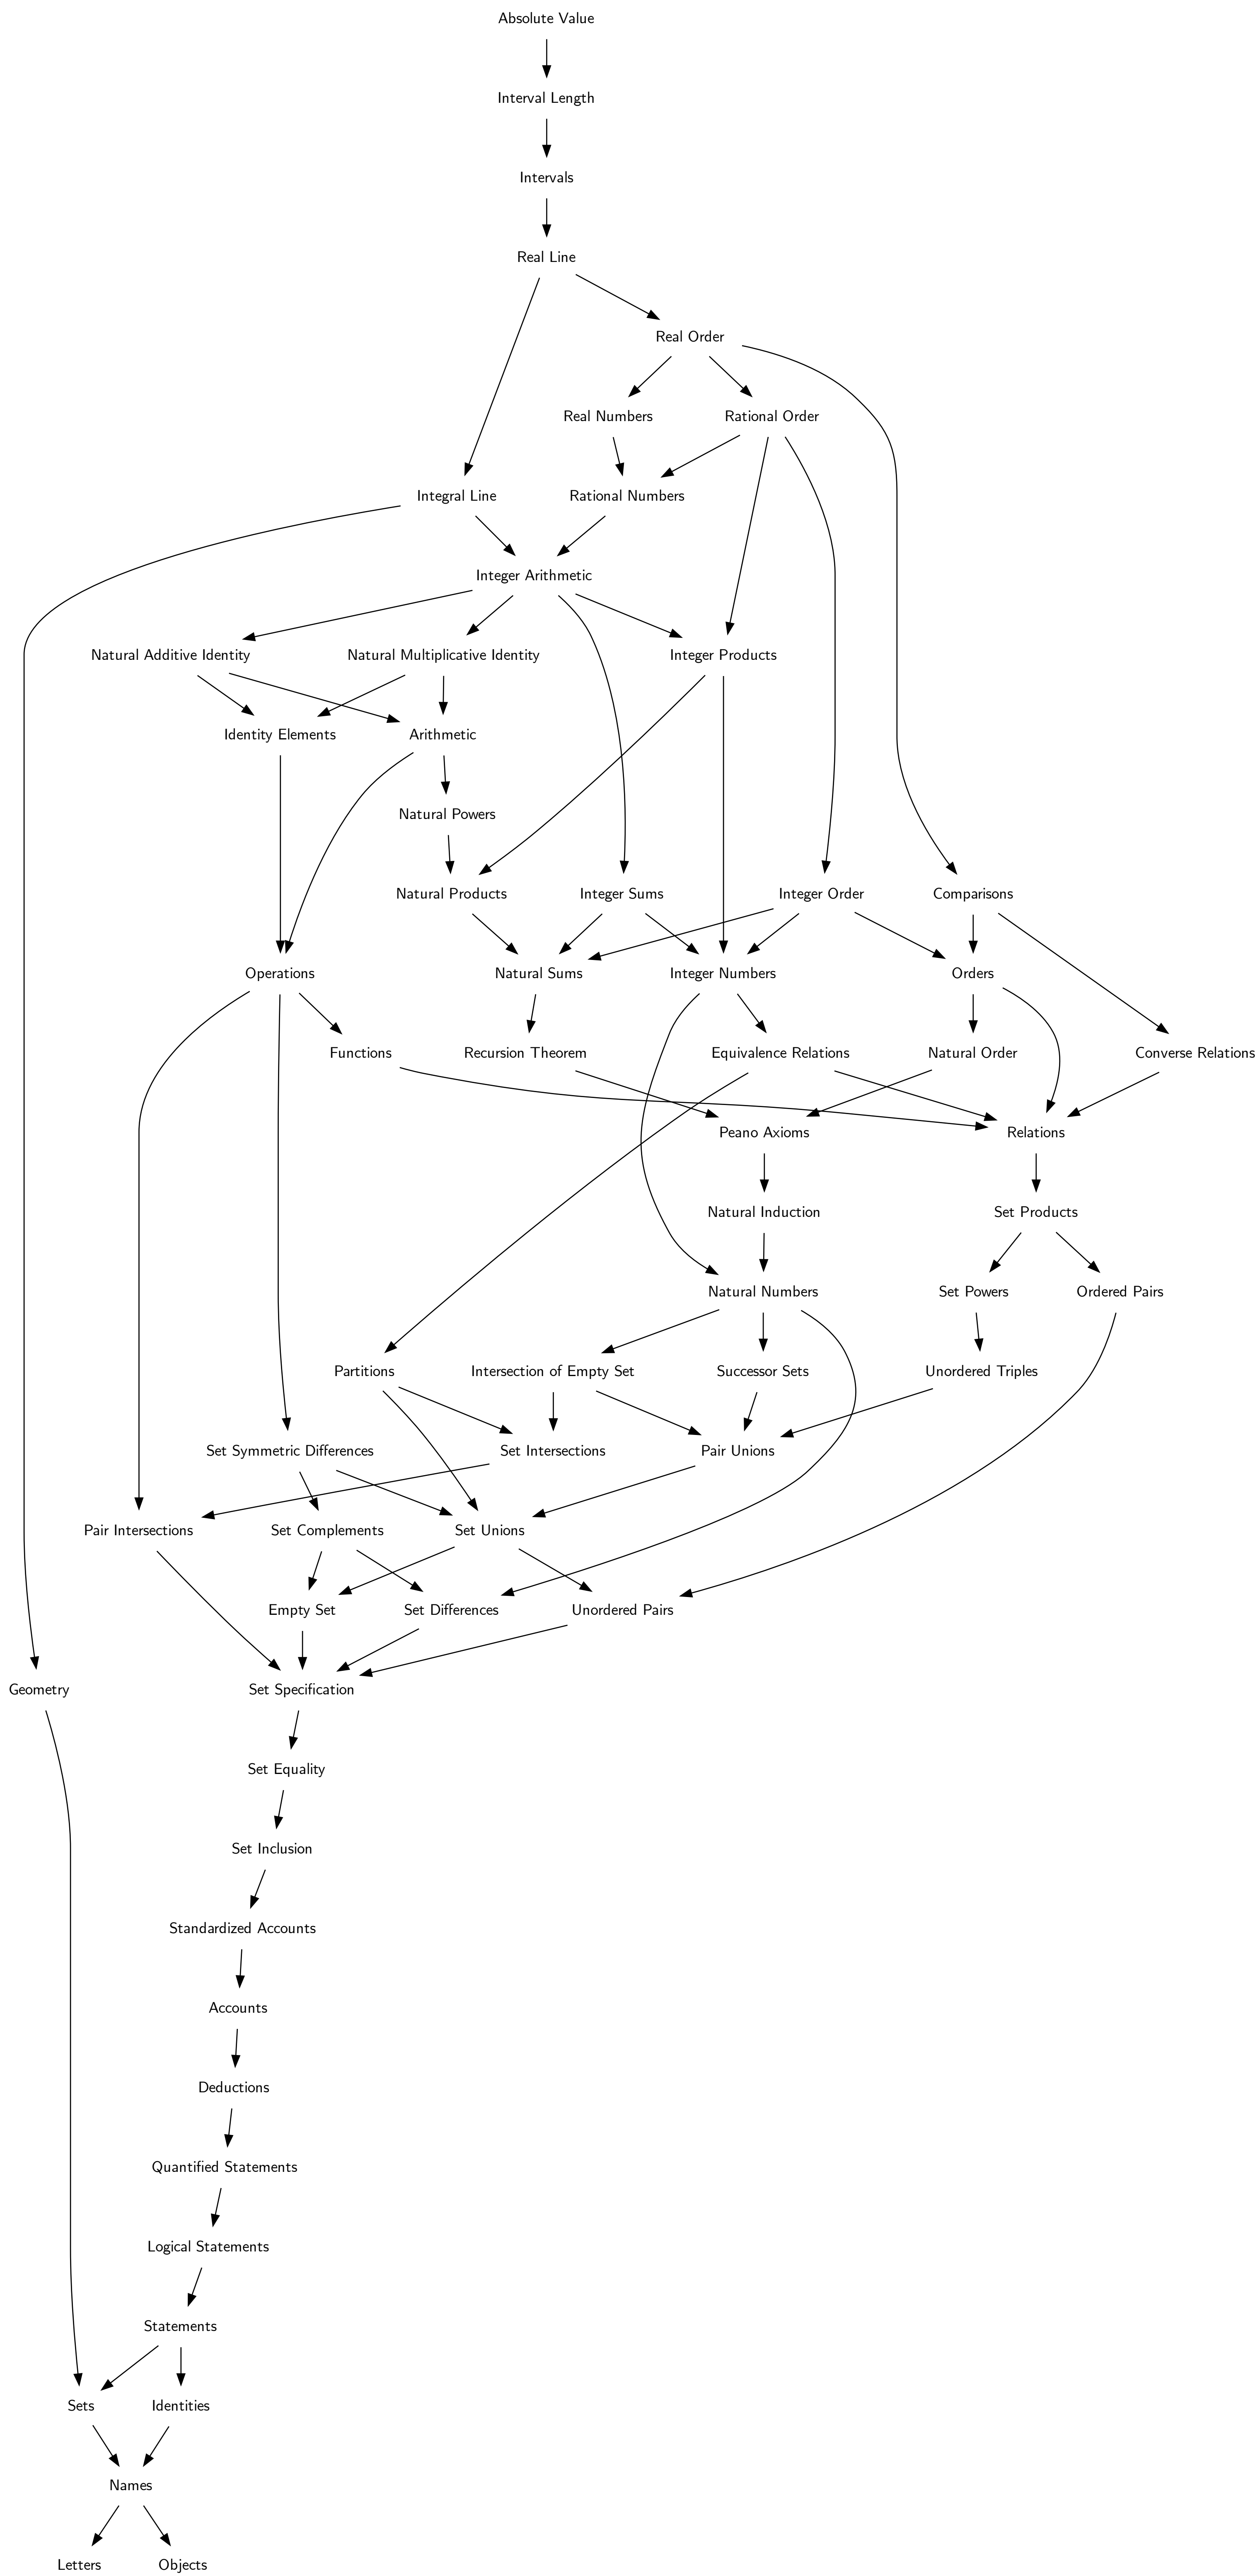 Absolute Value
Interval Length
Intervals
Real Line
Real Order
Real Numbers
Rational Order
Integral Line
Rational Numbers
Integer Arithmetic
Natural Additive Identity
Natural Multiplicative Identity
Integer Products
Identity Elements
Arithmetic
Natural Powers
Natural Products
Integer Sums
Integer Order
Comparisons
Operations
Natural Sums
Integer Numbers
Orders
Functions
Recursion Theorem
Equivalence Relations
Natural Order
Converse Relations
Peano Axioms
Relations
Natural Induction
Set Products
Natural Numbers
Set Powers
Ordered Pairs
Partitions
Intersection of Empty Set
Successor Sets
Unordered Triples
Set Symmetric Differences
Set Intersections
Pair Unions
Pair Intersections
Set Complements
Set Unions
Empty Set
Set Differences
Unordered Pairs
Geometry
Set Specification
Set Equality
Set Inclusion
Standardized Accounts
Accounts
Deductions
Quantified Statements
Logical Statements
Statements
Sets
Identities
Names
Letters
Objects